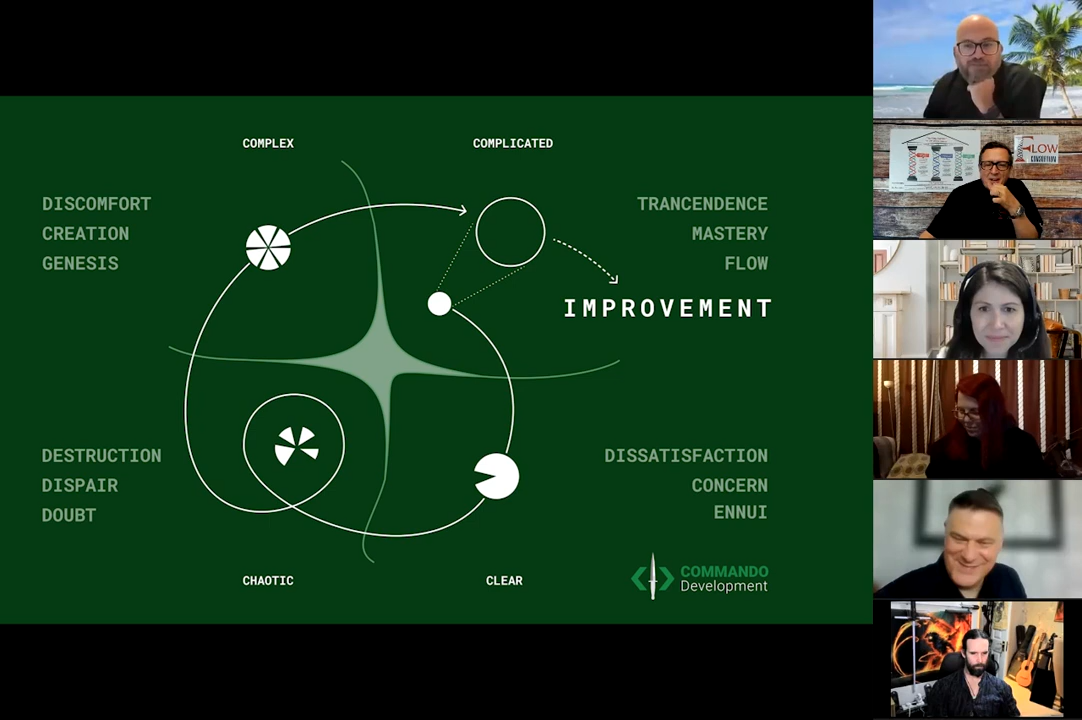 COMPLEX
COMPLICATED
DISCOMFORT
CREATION
GENESIS
TRANCENDENCE
MASTERY
FLOW
IMPROVEMENT
DESTRUCTION
DISPAIR
DOUBT
DISSATISFACTION
CONCERN
ENNUI
CHAOTIC
CLEAR
COMMANDO
Development
FLOW
CONSORTIUM